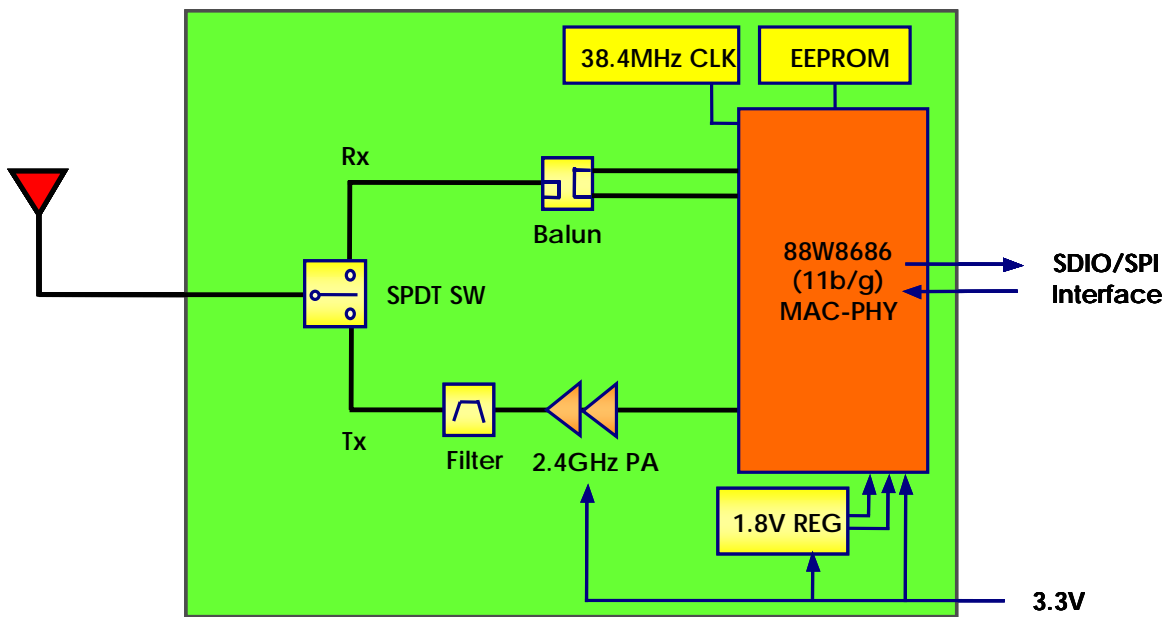 38.4MHz CLK
EEPROM
Rx
Balun
SPDT SW
88W8686
(11b/g)
MAC-PHY
SDIO/SPI
Interface
Tx
Filter
2.4GHz PA
1.8V REG
3.3V